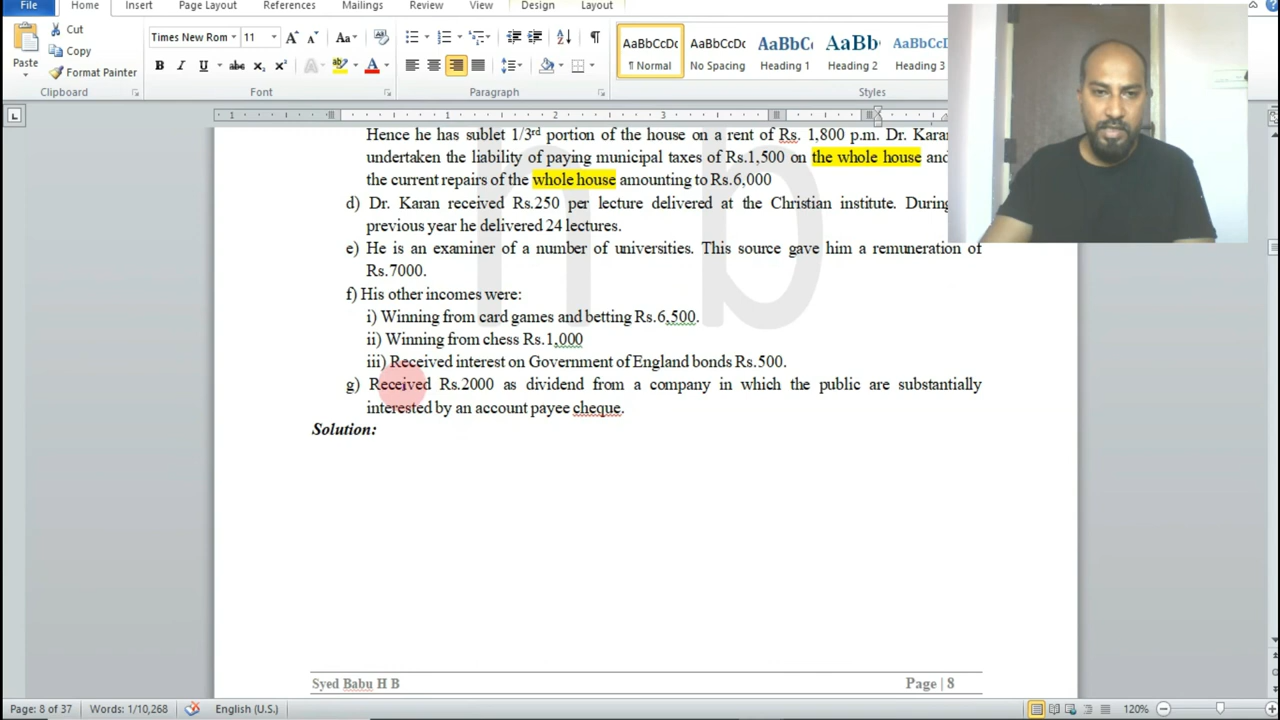 File Home Insert Page Layout References Mailings Review View Design Layout
Cut
Copy
Format Painter
Paste
Clipboard
Times New Rom 11
Font
Paragraph
AaBbCcDc AaBbCcDc AaBbC AaBb AaBbCcD
¶ Normal No Spacing Heading 1 Heading 2 Heading 3
Styles
1 1 2 3
Hence he has sublet 1/3rd portion of the house on a rent of Rs. 1,800 p.m. Dr. Karan
undertaken the liability of paying municipal taxes of Rs.1,500 on the whole house and
the current repairs of the whole house amounting to Rs.6,000
d) Dr. Karan received Rs.250 per lecture delivered at the Christian institute. During
previous year he delivered 24 lectures.
e) He is an examiner of a number of universities. This source gave him a remuneration of
Rs.7000.
f) His other incomes were:
i) Winning from card games and betting Rs.6,500.
ii) Winning from chess Rs.1,000
iii) Received interest on Government of England bonds Rs.500.
g) Received Rs.2000 as dividend from a company in which the public are substantially
interested by an account payee cheque.
Solution:
h b
Syed Babu H B Page | 8
Page: 8 of 37 Words: 1/10,268 English (U.S.) 120%